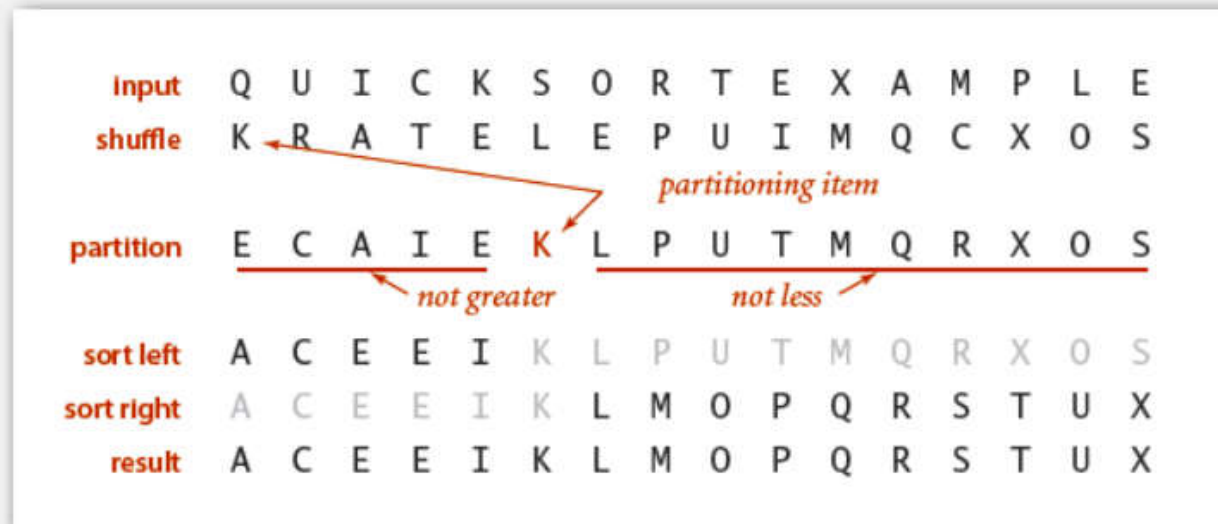 input Q U I C K S O R T E X A M P L E
shuffle K R A T E L E P U I M Q C X O S
partitioning item
partition E C A I E K L P U T M Q R X O S
not greater not less
sort left A C E E I K L P U T M Q R X O S
sort right A C E E I K L M O P Q R S T U X
result A C E E I K L M O P Q R S T U X